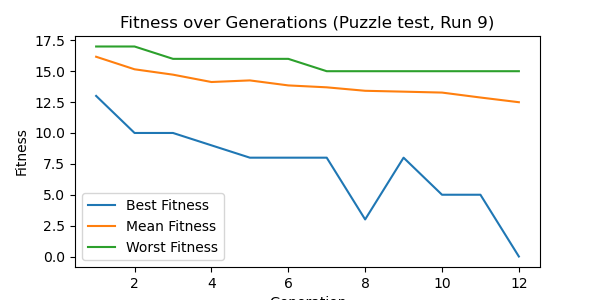 Fitness over Generations (Puzzle test, Run 9)
17.5
15.0
12.5
10.0
7.5
5.0
2.5
0.0
Fitness
Best Fitness
Mean Fitness
Worst Fitness
2
4
6
8
10
12
Generation